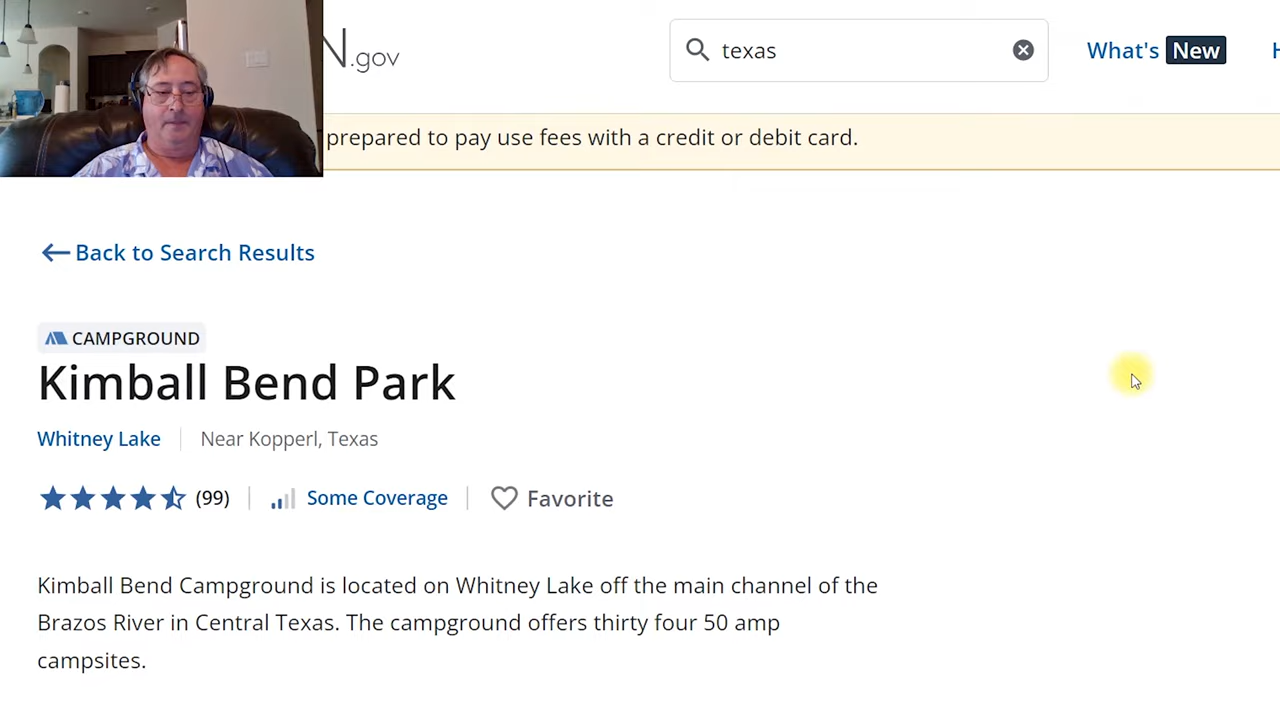 N.gov
texas
What's New
prepared to pay use fees with a credit or debit card.
Back to Search Results
CAMPGROUND
Kimball Bend Park
Whitney Lake
Near Kopperl, Texas
(99)
Some Coverage
Favorite
Kimball Bend Campground is located on Whitney Lake off the main channel of the
Brazos River in Central Texas. The campground offers thirty four 50 amp
campsites.